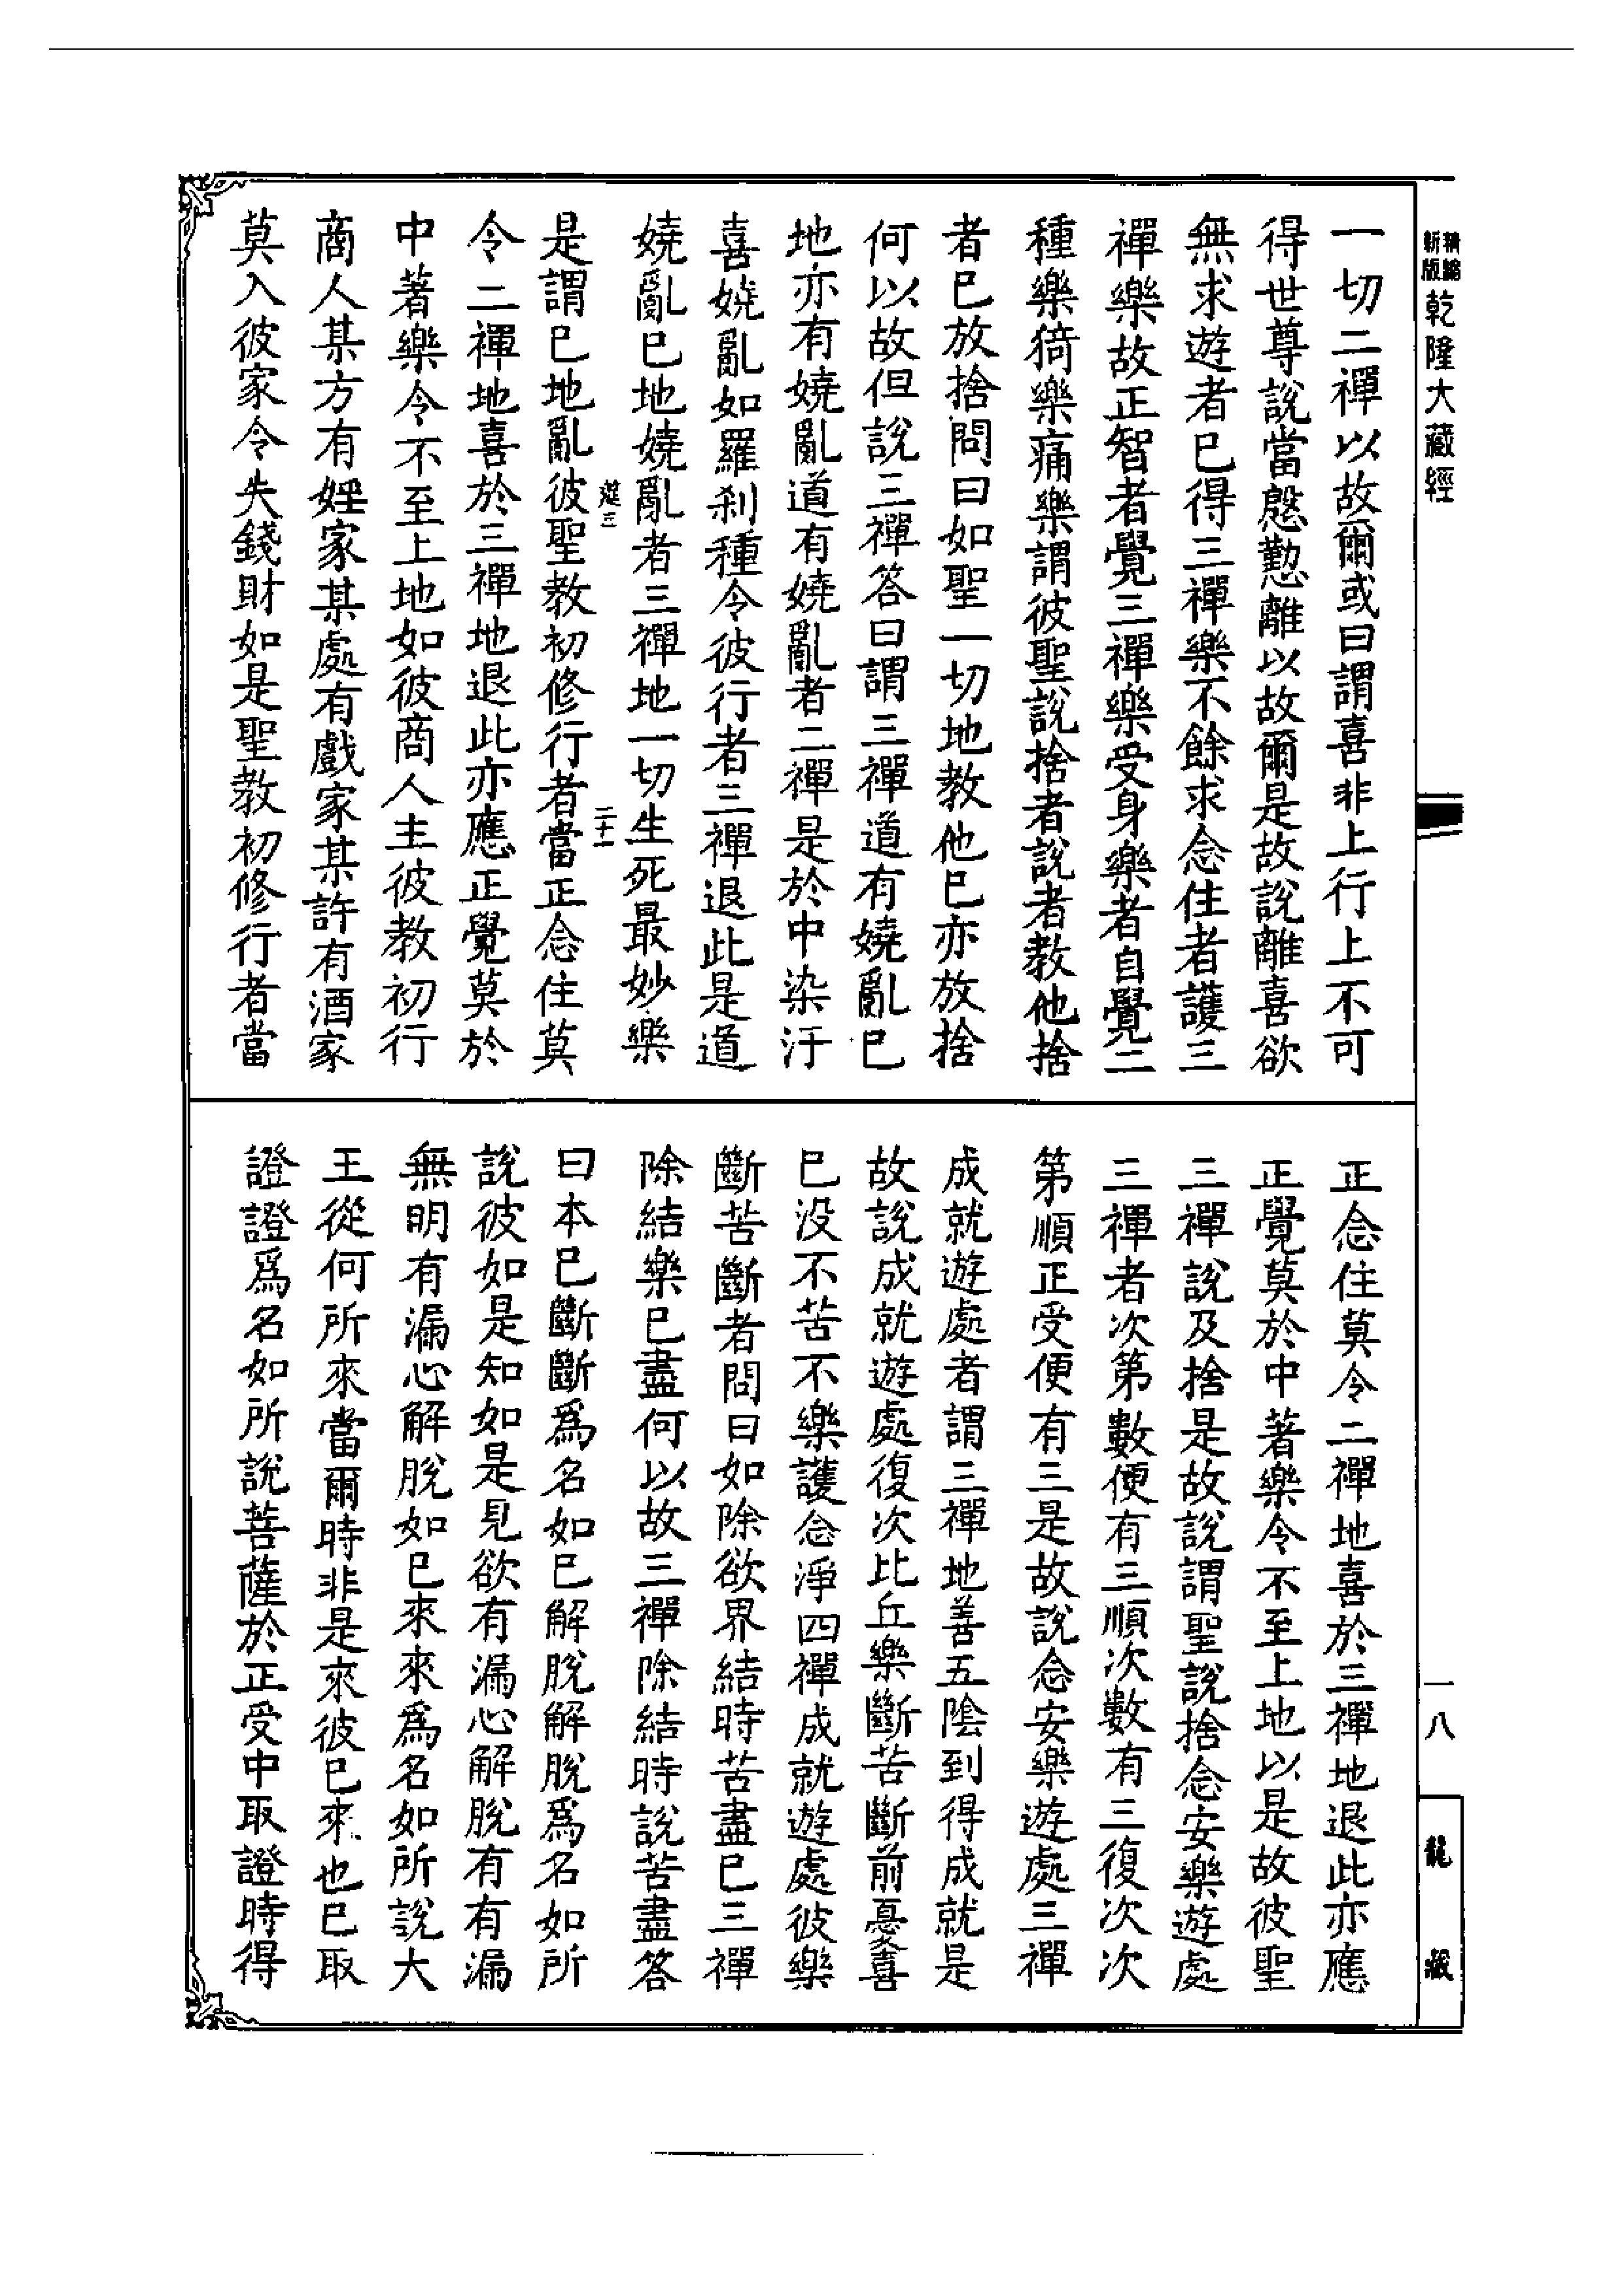 精縮新版乾隆大藏經
一切二禪以故爾或曰謂喜非上行上不可
得世尊說當慇懃離以故爾是故說離喜欲
無求遊者已得三禪樂不餘求念住者護三
禪樂故正智者覺三禪樂受身樂者自覺二
種樂猗樂痛樂謂彼聖說捨者說者教他捨
者已放捨問曰如聖一切地教他已亦放捨
何以故但說三禪答曰謂三禪道有嬈亂已
地亦有嬈亂道有嬈亂者二禪是於中染汙
喜嬈亂如羅剎種令彼行者三禪退此是道
嬈亂已地嬈亂者三禪地一切生死最妙樂
是謂已地亂彼聖教初修行者當正念住莫
令二禪地喜於三禪地退此亦應正覺莫於
中著樂令不至上地如彼商人主彼教初行
商人某方有婬家某處有戲家某許有酒家
莫入彼家令失錢財如是聖教初修行者當
二十一
正念住莫令二禪地喜於三禪地退此亦應
正覺莫於中著樂令不至上地以是故彼聖
三禪說及捨是故說謂聖說捨念安樂遊處
三禪者次第數便有三順次數有三復次次
第順正受便有三是故說念安樂遊處三禪
成就遊處者謂三禪地善五陰到得成就是
故說成就遊處復次比丘樂斷苦斷前憂喜
已沒不苦不樂護念淨四禪成就遊處彼樂
斷苦斷者問曰如除欲界結時苦盡已三禪
除結樂已盡何以故三禪除結時說苦盡答
曰本已斷斷為名如已解脫解脫為名如所
說彼如是知如是見欲有漏心解脫有有漏
無明有漏心解脫如已來來為名如所說大
王從何所來當爾時非是來彼已來也已取
證證為名如所說菩薩於正受中取證時得
一八
龍藏